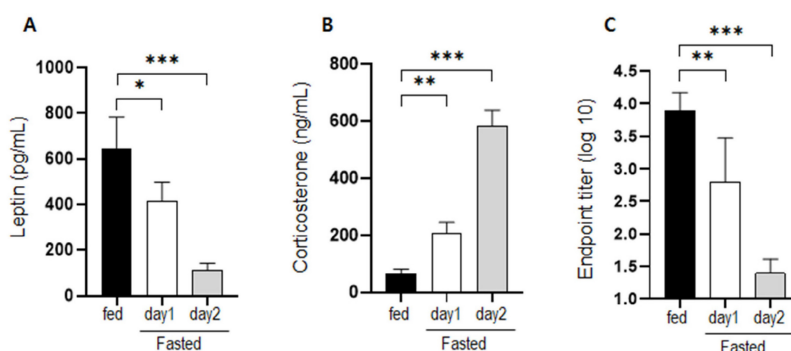 A
Leptin (pg/mL)
1000
800
600
400
200
0
***
*
fed
day1
day2
Fasted
B
Corticosterone (ng/mL)
800
600
400
200
0
***
**
fed
day1
day2
Fasted
C
Endpoint titer (log 10)
4.5
4.0
3.5
3.0
2.5
2.0
1.5
1.0
***
**
fed
day1
day2
Fasted